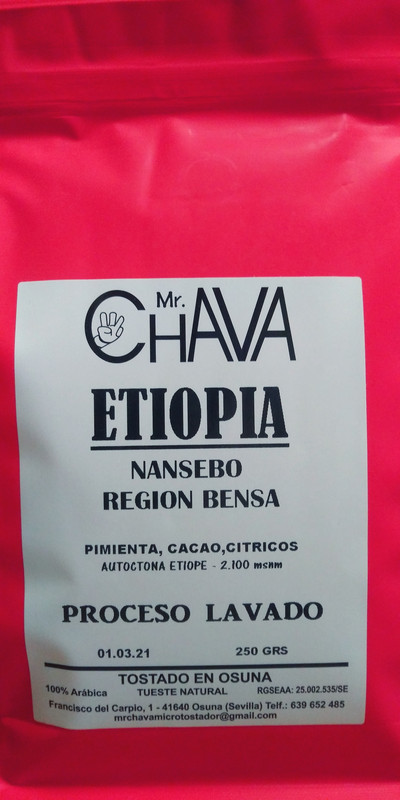 Mr.
CHAVA
ETIOPIA
NANSEBO
REGION BENSA
PIMIENTA, CACAO,CITRICOS
AUTOCTONA ETIOPE - 2.100 msnm
PROCESO LAVADO
01.03.21 250 GRS
TOSTADO EN OSUNA
100% Arábica TUESTE NATURAL RGSEAA: 25.002.535/SE
Francisco del Carpio, 1 - 41640 Osuna (Sevilla) Telf.: 639 652 485
mrchavamicrotostador@gmail.com